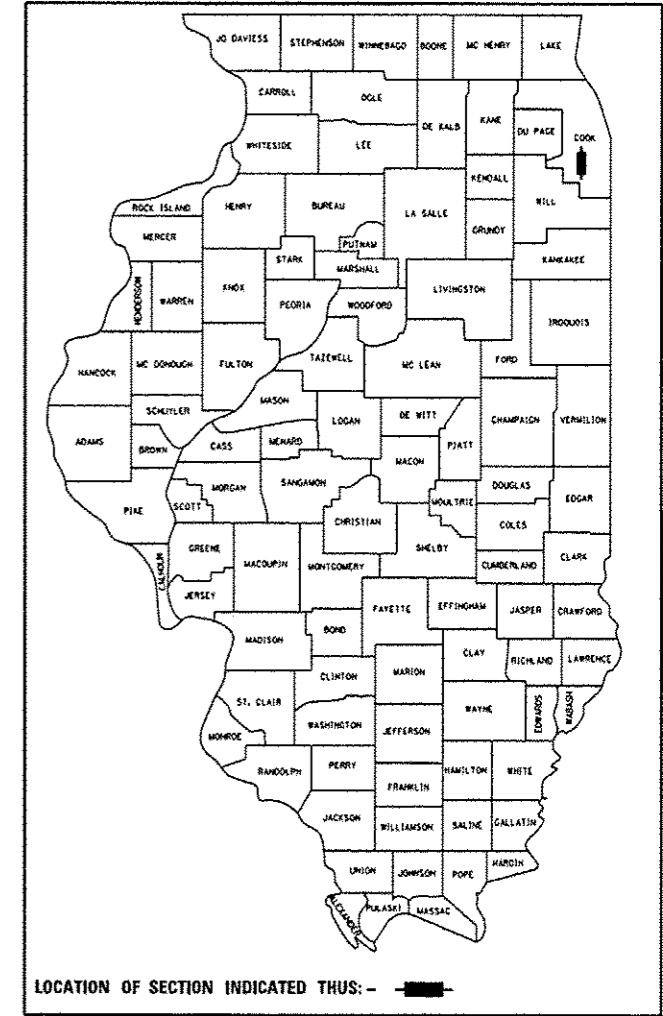 JO DAVIESS STEPHENSON WINNEBAGO BOONE MC HENRY LAKE
CARROLL OGLE DE KALB KANE DU PAGE COOK
WHITESIDE LEE KENDALL WILL
ROCK ISLAND HENRY BUREAU LA SALLE GRUNDY
MERCER PUTNAM KANKAKEE
STARK MARSHALL
HENDERSON WARREN KNOX PEORIA WOODFORD LIVINGSTON IROQUOIS
HANCOCK MC DONOUGH FULTON TAZEWELL MC LEAN FORD
SCHUYLER MASON LOGAN DE WITT CHAMPAIGN VERMILION
ADAMS BROWN CASS MENARD PIATT
MACON
PIKE SCOTT MORGAN SANGAMON MOULTRIE DOUGLAS EDGAR
CHRISTIAN COLES
CALHOUN GREENE MACOUPIN MONTGOMERY SHELBY CUMBERLAND CLARK
JERSEY FAYETTE EFFINGHAM JASPER CRAWFORD
MADISON BOND CLAY RICHLAND LAWRENCE
CLINTON MARION
ST. CLAIR WAYNE EDWARDS WABASH
WASHINGTON JEFFERSON
MONROE
RANDOLPH PERRY HAMILTON WHITE
FRANKLIN
JACKSON WILLIAMSON SALINE GALLATIN
UNION JOHNSON POPE HARDIN
ALEXANDER PULASKI MASSAC
LOCATION OF SECTION INDICATED THUS: -